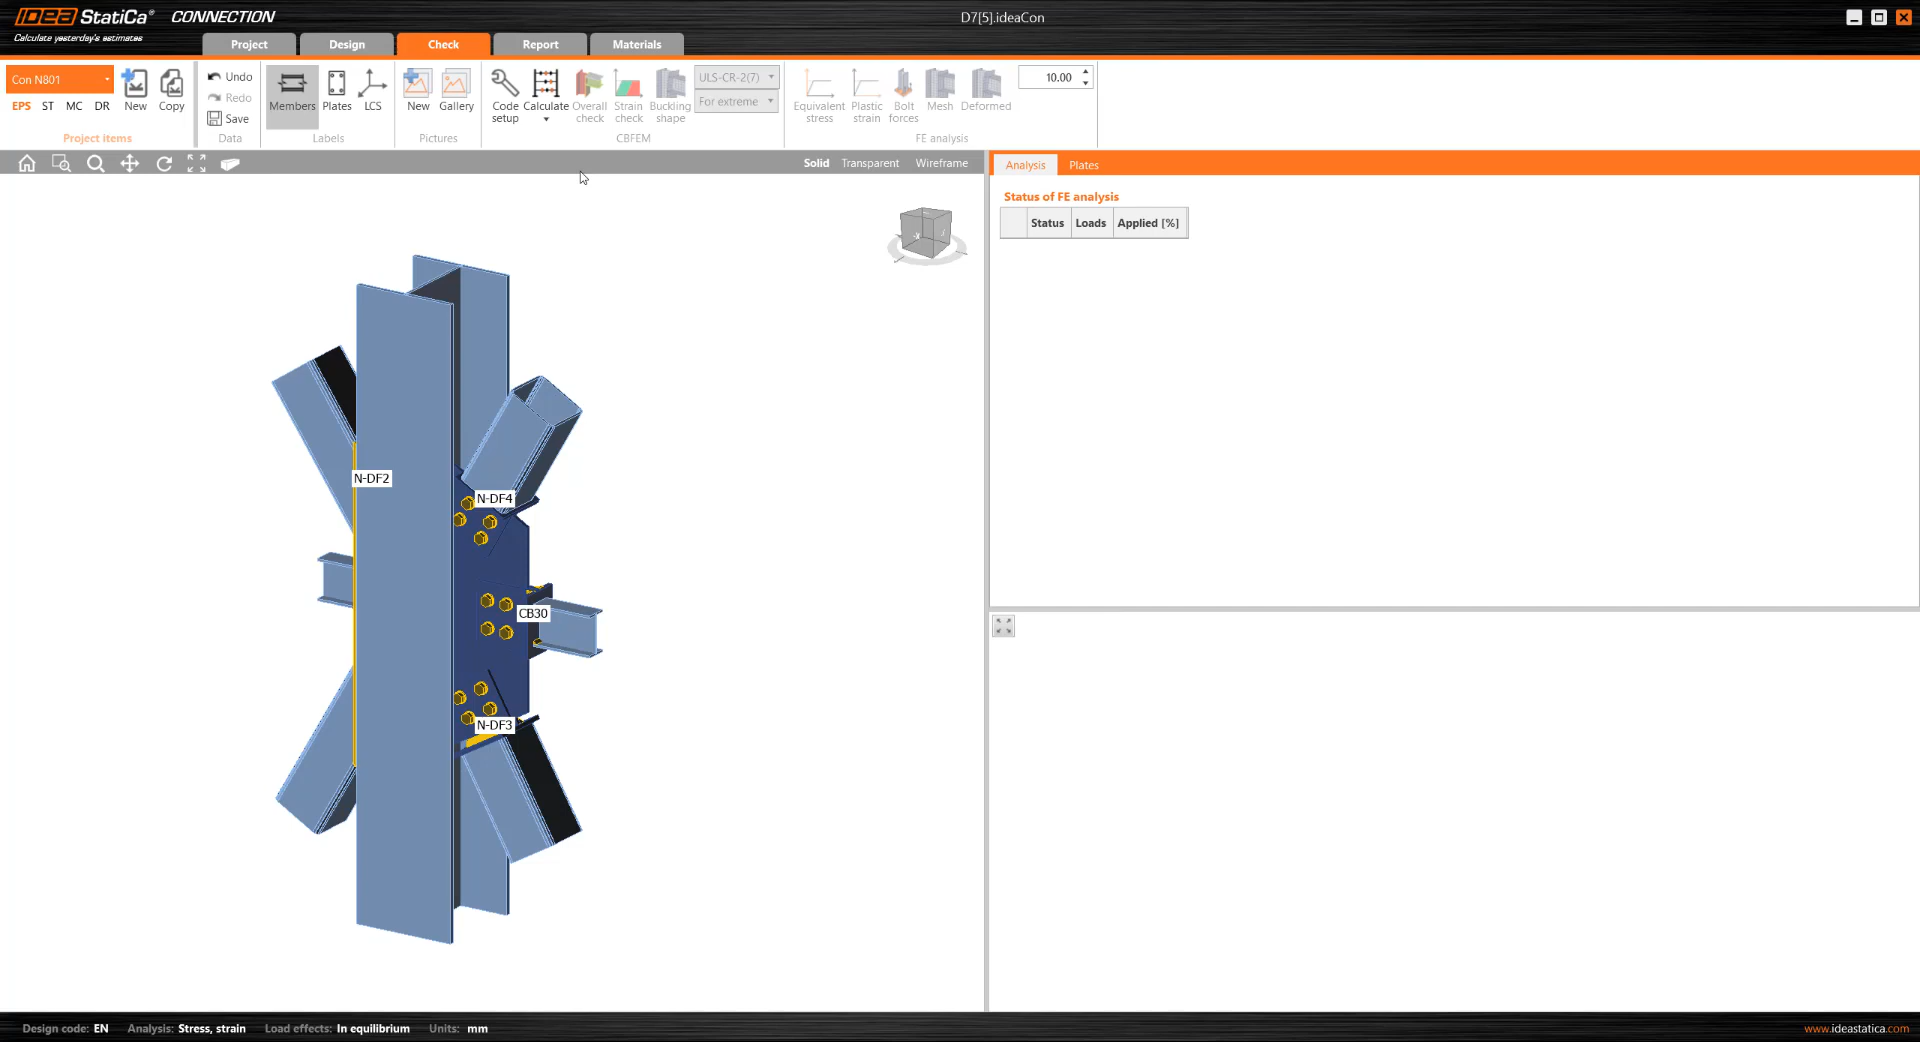 IDEA StatiCa® CONNECTION
D7[5].ideaCon
Calculate yesterday's estimates
Project Design Check Report Materials
Con N801
EPS ST MC DR
New Copy
Project items
Undo
Redo
Save
Data
Members Plates LCS
Labels
New Gallery
Pictures
Code setup
Calculate
Overall check
Strain check
Buckling shape
ULS-CR-2(7)
For extreme
CBFEM
Equivalent stress
Plastic strain
Bolt forces
Mesh
Deformed
FE analysis
10.00
Solid Transparent Wireframe
Analysis Plates
Status of FE analysis
Status Loads Applied [%]
-X
N-DF2
N-DF4
CB30
N-DF3
Design code: EN Analysis: Stress, strain Load effects: In equilibrium Units: mm
www.ideastatica.com